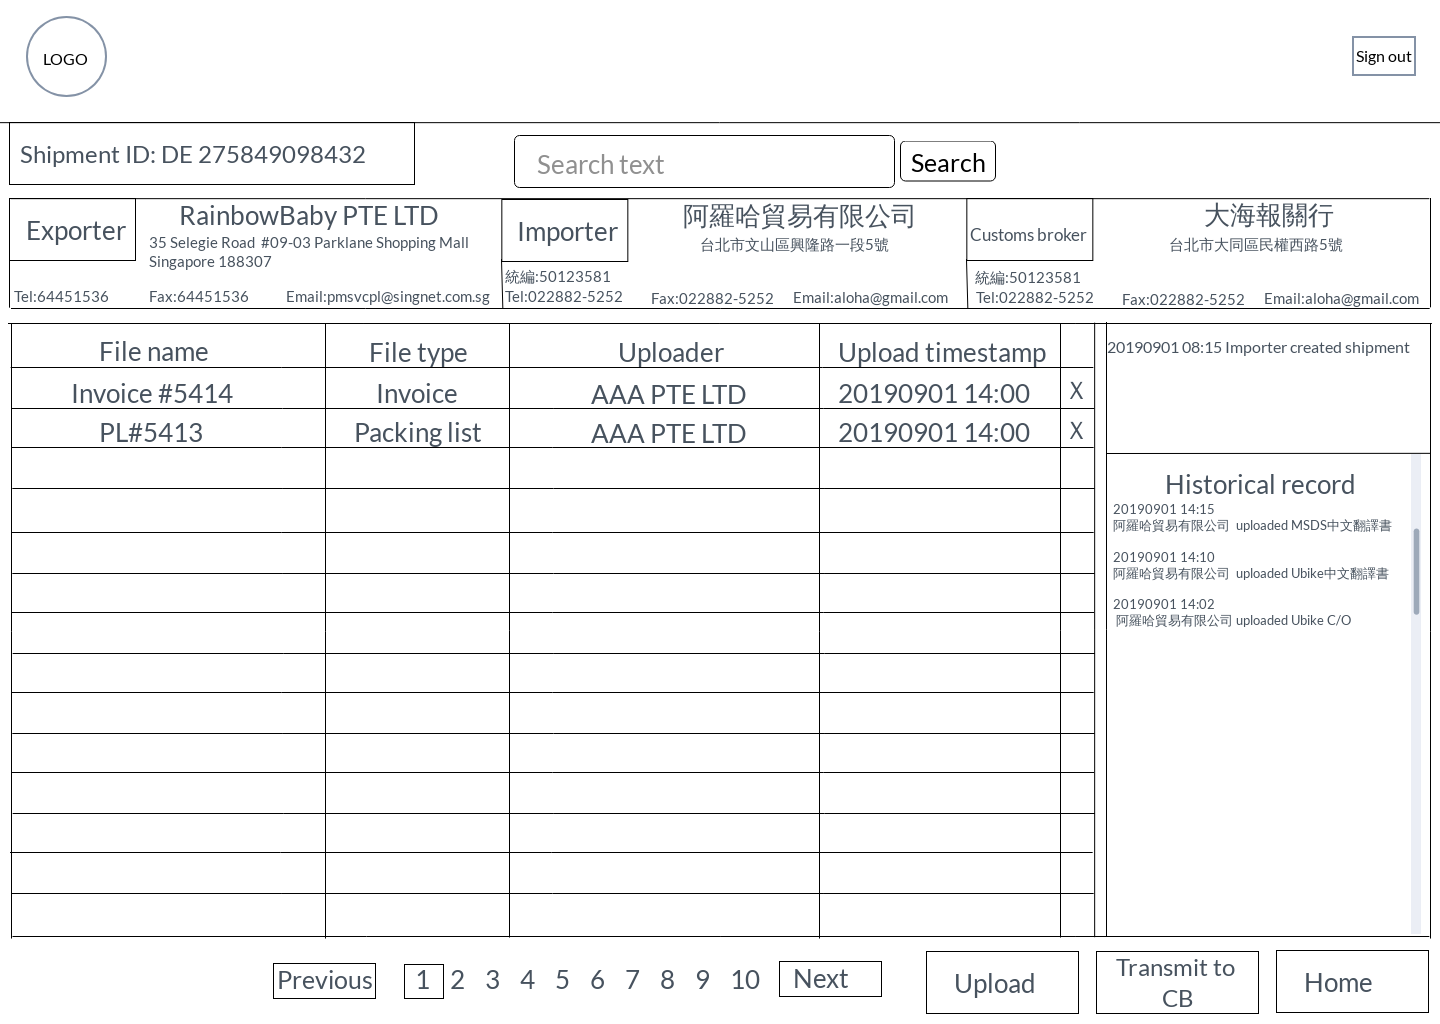 LOGO
Sign out
Shipment ID: DE 275849098432
Search text
Search
Exporter
RainbowBaby PTE LTD
35 Selegie Road #09-03 Parklane Shopping Mall
Singapore 188307
Tel:64451536
Fax:64451536
Email:pmsvcpl@singnet.com.sg
Importer
阿羅哈貿易有限公司
台北市文山區興隆路一段5號
統編:50123581
Tel:022882-5252
Fax:022882-5252
Email:aloha@gmail.com
Customs broker
大海報關行
台北市大同區民權西路5號
統編:50123581
Tel:022882-5252
Fax:022882-5252
Email:aloha@gmail.com
File name File type Uploader Upload timestamp
Invoice #5414 Invoice AAA PTE LTD 20190901 14:00 X
PL#5413 Packing list AAA PTE LTD 20190901 14:00 X
20190901 08:15 Importer created shipment
Historical record
20190901 14:15
阿羅哈貿易有限公司 uploaded MSDS中文翻譯書
20190901 14:10
阿羅哈貿易有限公司 uploaded Ubike中文翻譯書
20190901 14:02
阿羅哈貿易有限公司 uploaded Ubike C/O
Previous 1 2 3 4 5 6 7 8 9 10 Next
Upload
Transmit to
CB
Home